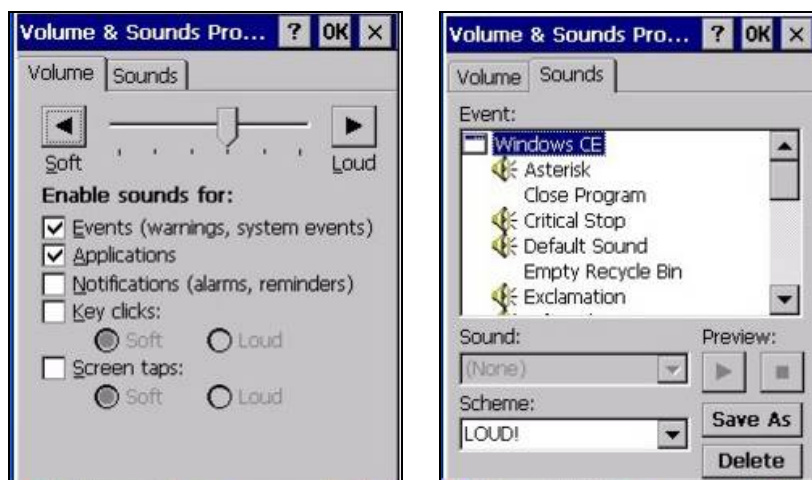 Volume & Sounds Pro... ? OK ×
Volume Sounds
Soft Loud
Enable sounds for:
Events (warnings, system events)
Applications
Notifications (alarms, reminders)
Key clicks:
Soft Loud
Screen taps:
Soft Loud
Volume & Sounds Pro... ? OK ×
Volume Sounds
Event:
Windows CE
Asterisk
Close Program
Critical Stop
Default Sound
Empty Recycle Bin
Exclamation
Sound: Preview:
(None)
Scheme:
LOUD!
Save As
Delete